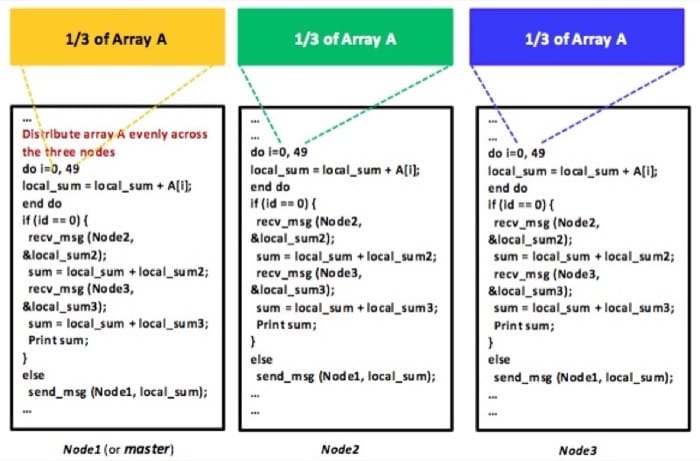 1/3 of Array A
1/3 of Array A
1/3 of Array A
...
Distribute array A evenly across
the three nodes
do i=0, 49
local_sum = local_sum + A[i];
end do
if (id == 0) {
recv_msg (Node2,
&local_sum2);
sum = local_sum + local_sum2;
recv_msg (Node3,
&local_sum3);
sum = local_sum + local_sum3;
Print sum;
}
else
send_msg (Node1, local_sum);
...
Node1 (or master)
...
...
do i=0, 49
local_sum = local_sum + A[i];
end do
if (id == 0) {
recv_msg (Node2,
&local_sum2);
sum = local_sum + local_sum2;
recv_msg (Node3,
&local_sum3);
sum = local_sum + local_sum3;
Print sum;
}
else
send_msg (Node1, local_sum);
...
...
Node2
...
...
do i=0, 49
local_sum = local_sum + A[i];
end do
if (id == 0) {
recv_msg (Node2,
&local_sum2);
sum = local_sum + local_sum2;
recv_msg (Node3,
&local_sum3);
sum = local_sum + local_sum3;
Print sum;
}
else
send_msg (Node1, local_sum);
...
...
Node3